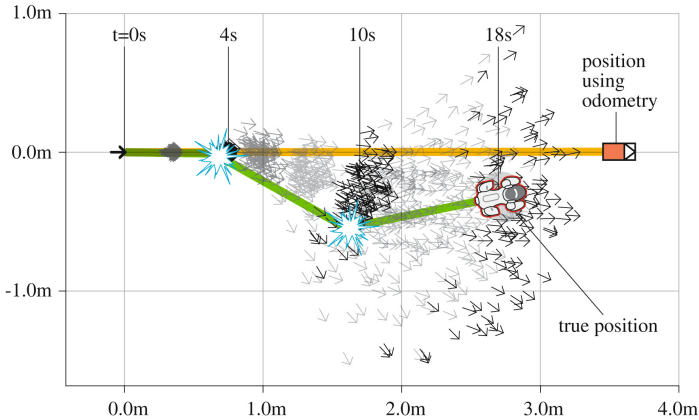 1.0m
t=0s 4s 10s 18s
position
using
odometry
0.0m
-1.0m
true position
0.0m 1.0m 2.0m 3.0m 4.0m